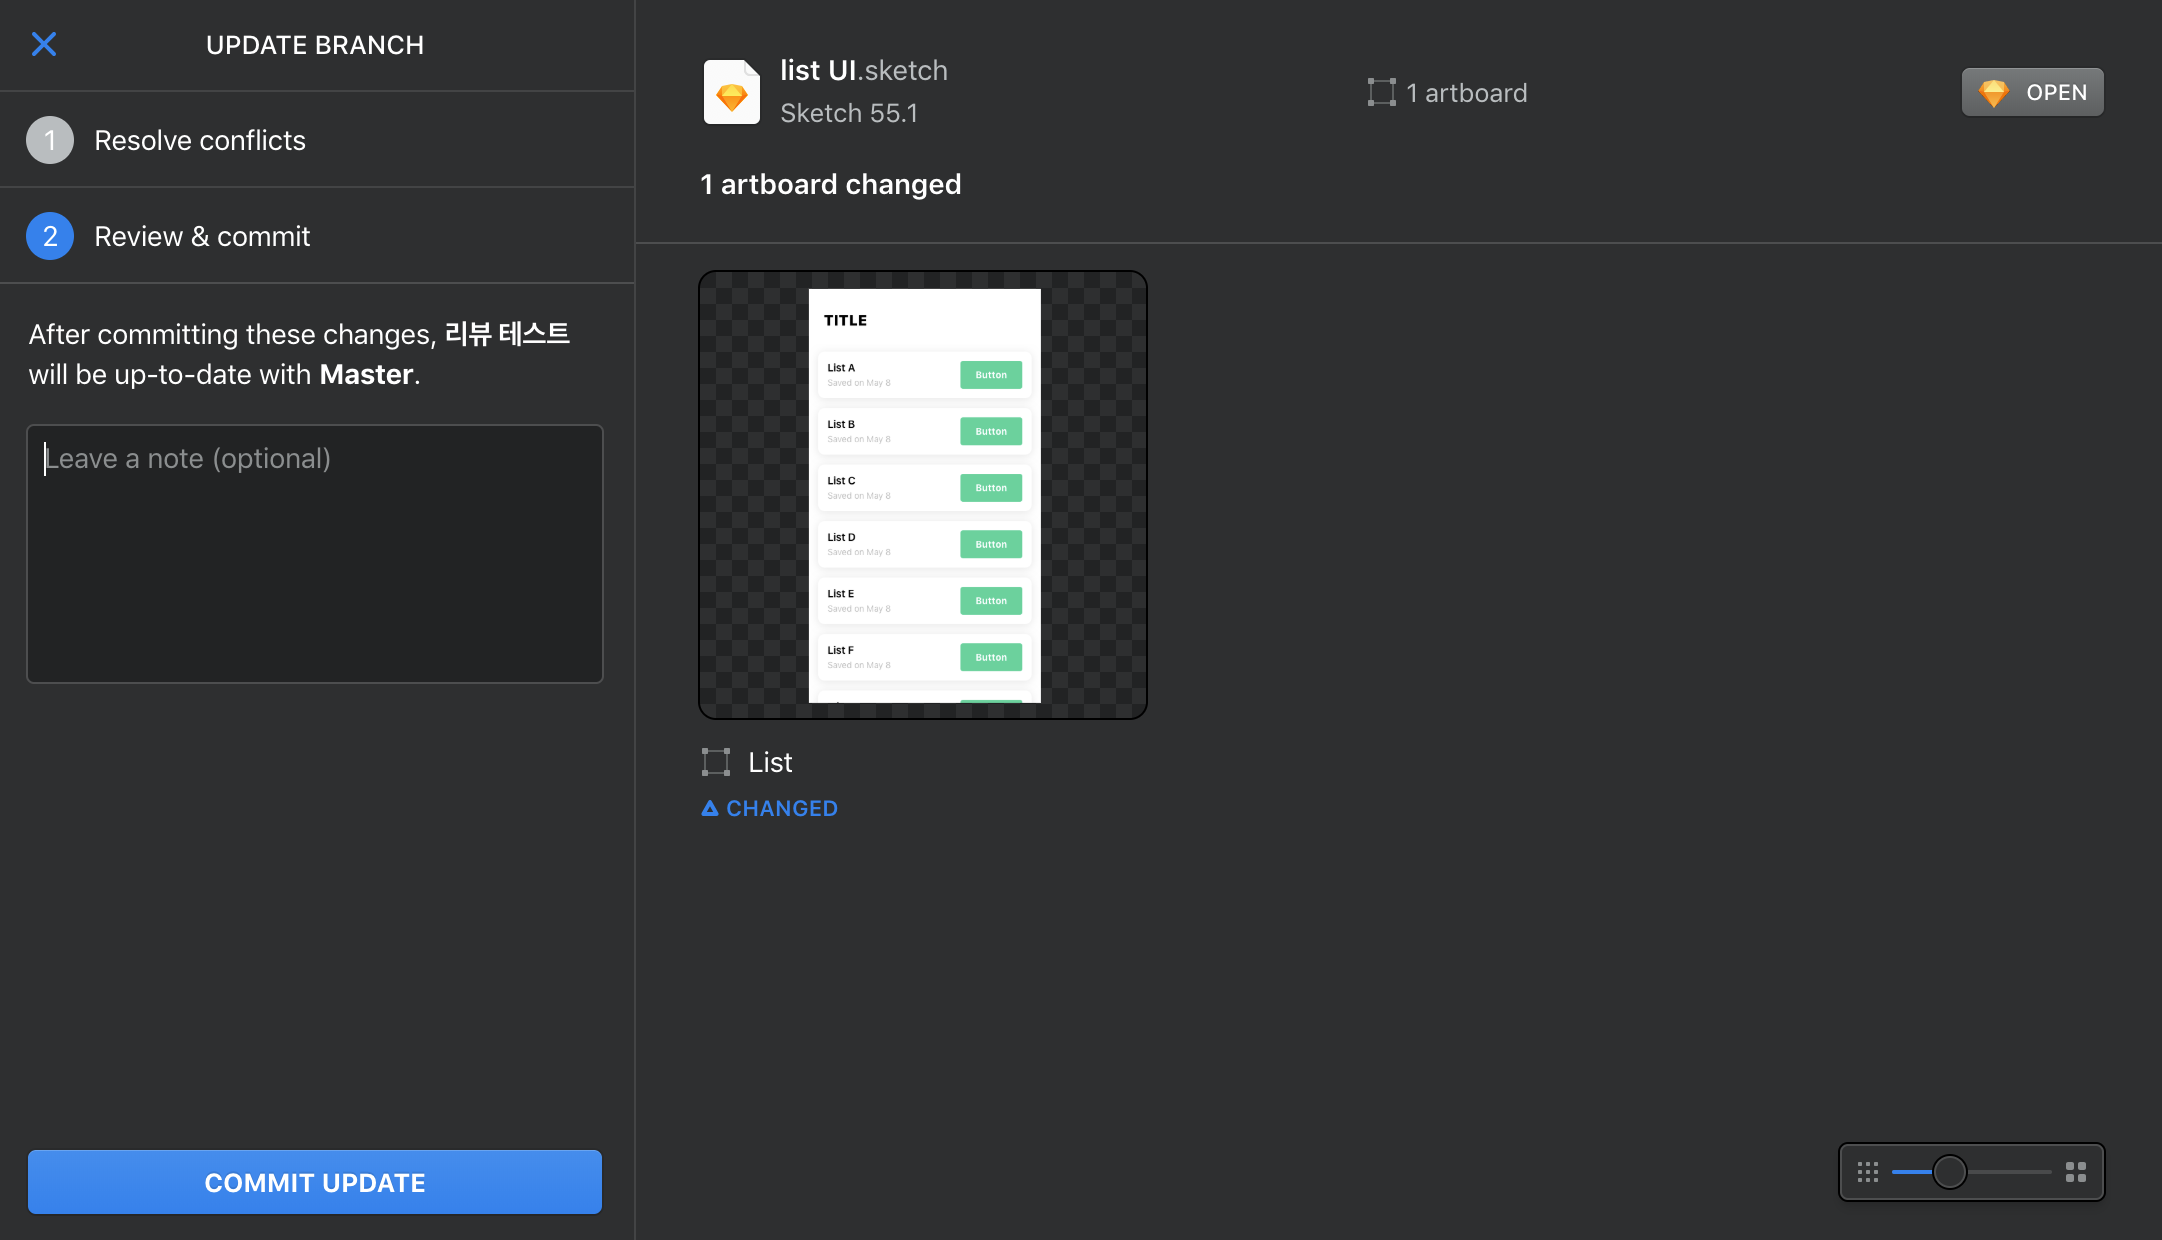 UPDATE BRANCH
1 Resolve conflicts
2 Review & commit
After committing these changes, 리뷰 테스트
will be up-to-date with Master.
Leave a note (optional)
COMMIT UPDATE
list UI.sketch
Sketch 55.1
1 artboard
OPEN
1 artboard changed
TITLE
List A
Saved on May 8
Button
List B
Saved on May 8
Button
List C
Saved on May 8
Button
List D
Saved on May 8
Button
List E
Saved on May 8
Button
List F
Saved on May 8
Button
List
CHANGED